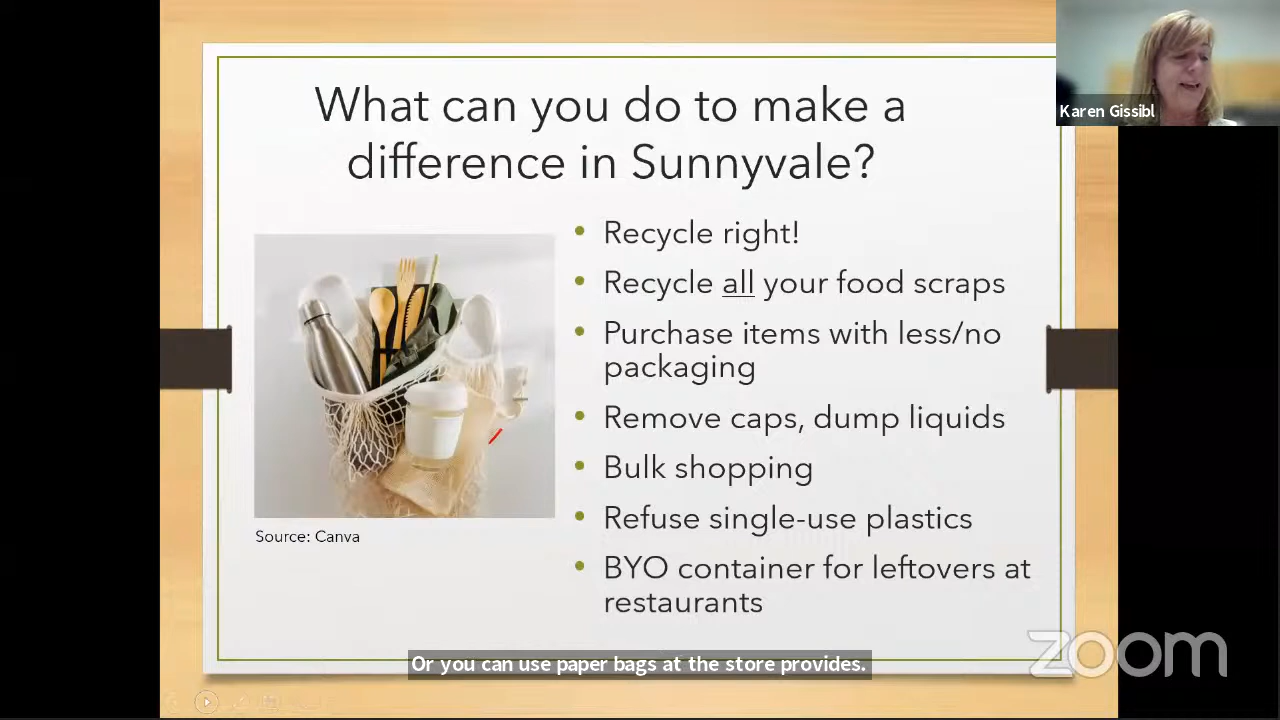 What can you do to make a
difference in Sunnyvale?
Karen Gissibl
• Recycle right!
• Recycle all your food scraps
• Purchase items with less/no
packaging
• Remove caps, dump liquids
• Bulk shopping
• Refuse single-use plastics
• BYO container for leftovers at
restaurants
Source: Canva
Or you can use paper bags at the store provides.
zoom